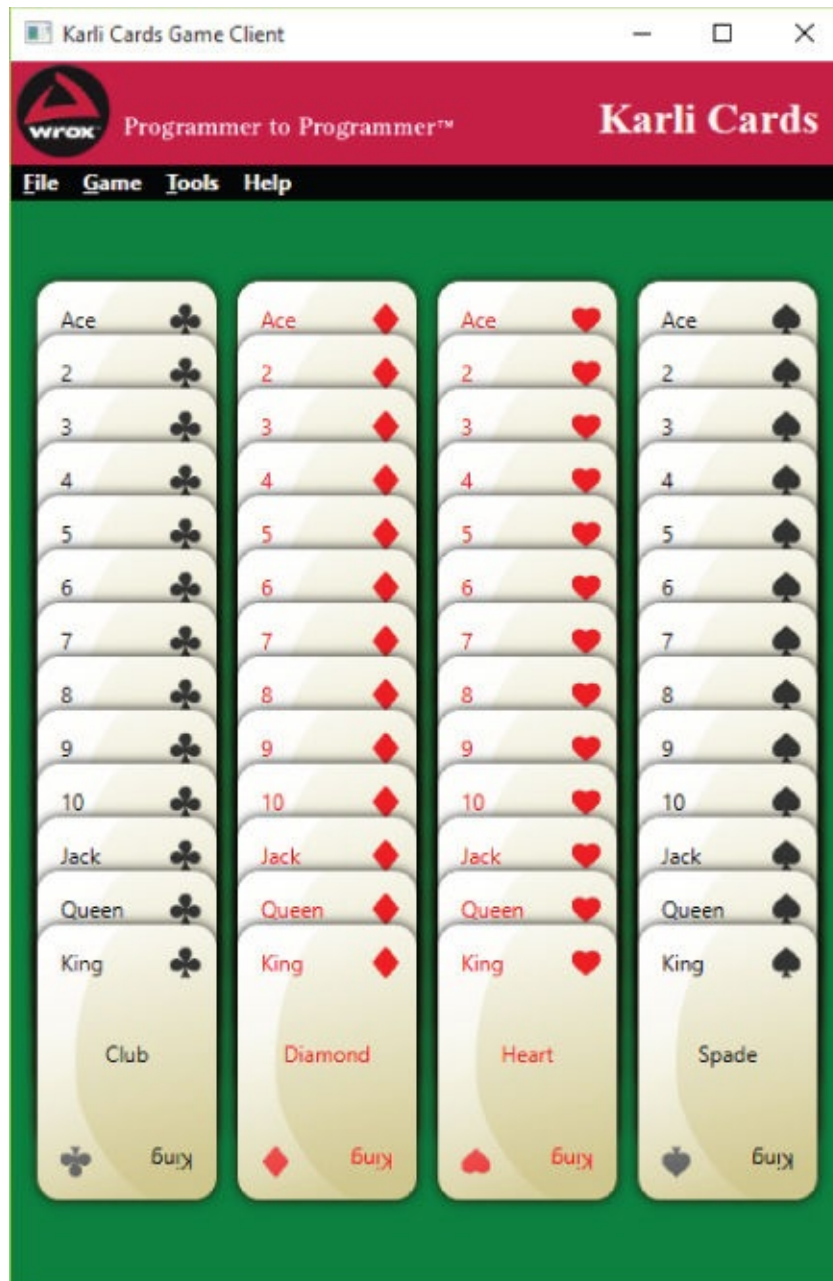 Karli Cards Game Client
wrox
Programmer to Programmer™
Karli Cards
File Game Tools Help
Ace Ace Ace Ace
2 2 2 2
3 3 3 3
4 4 4 4
5 5 5 5
6 6 6 6
7 7 7 7
8 8 8 8
9 9 9 9
10 10 10 10
Jack Jack Jack Jack
Queen Queen Queen Queen
King King King King
Club Diamond Heart Spade
King King King King